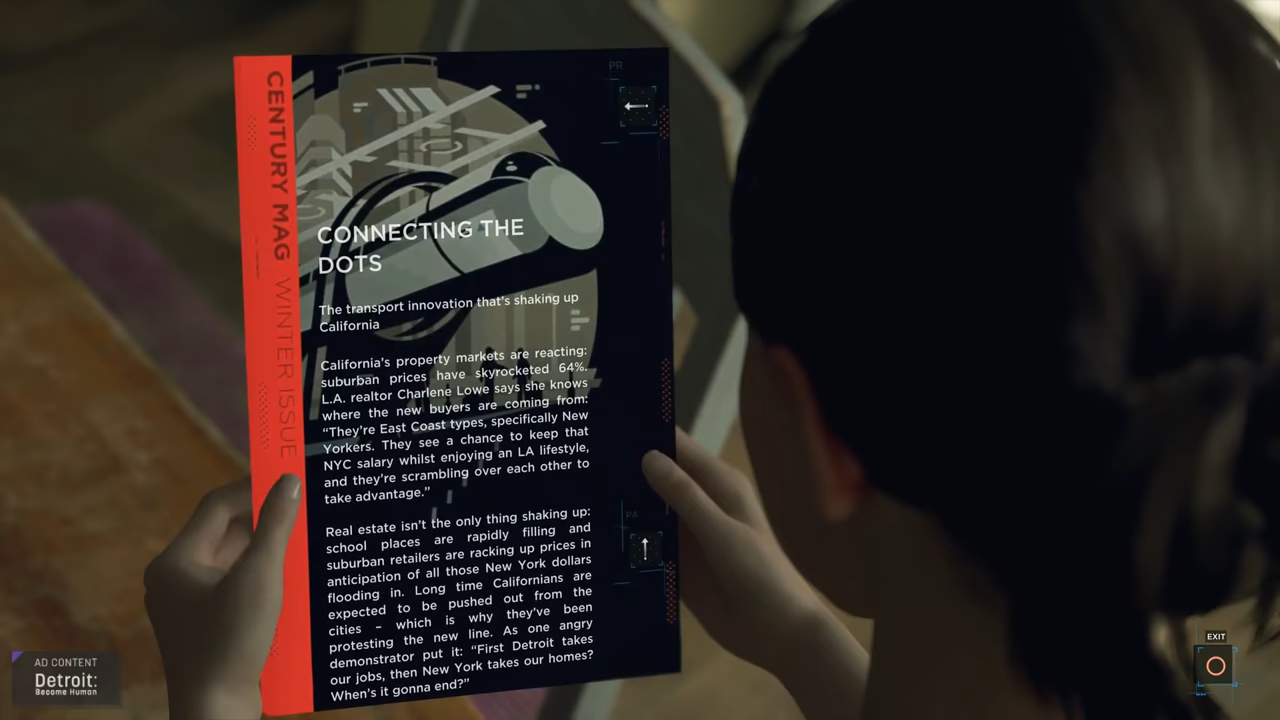 CENTURY MAG WINTER ISSUE
PR
CONNECTING THE
DOTS
The transport innovation that's shaking up
California
California's property markets are reacting:
suburban prices have skyrocketed 64%.
L.A. realtor Charlene Lowe says she knows
where the new buyers are coming from:
“They're East Coast types, specifically New
Yorkers. They see a chance to keep that
NYC salary whilst enjoying an LA lifestyle,
and they're scrambling over each other to
take advantage.”
Real estate isn't the only thing shaking up:
school places are rapidly filling and
suburban retailers are racking up prices in
anticipation of all those New York dollars
flooding in. Long time Californians are
expected to be pushed out from the
cities – which is why they've been
protesting the new line. As one angry
demonstrator put it: “First Detroit takes
our jobs, then New York takes our homes?
When's it gonna end?”
PA
EXIT
AD CONTENT
Detroit:
Become Human